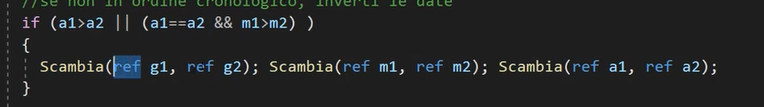 //se non in ordine cronologico, inverti le date
if (a1>a2 || (a1==a2 && m1>m2) )
{
Scambia(ref g1, ref g2); Scambia(ref m1, ref m2); Scambia(ref a1, ref a2);
}